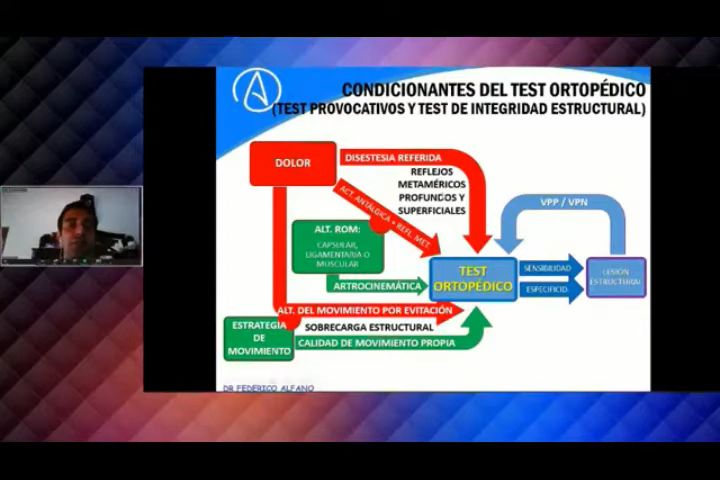 CONDICIONANTES DEL TEST ORTOPÉDICO
(TEST PROVOCATIVOS Y TEST DE INTEGRIDAD ESTRUCTURAL)
DOLOR
DISESTESIA REFERIDA
REFLEJOS
METAMÉRICOS
PROFUNDOS Y
SUPERFICIALES
ACT. ANTÁLGICA + REFL. MET.
VPP / VPN
ALT. ROM:
CAPSULAR,
LIGAMENTARIA O
MUSCULAR
ARTROCINEMÁTICA
TEST
ORTOPÉDICO
SENSIBILIDAD
ESPECIFICID.
LESIÓN
ESTRUCTURAL
ALT. DEL MOVIMIENTO POR EVITACIÓN
ESTRATEGIA
DE
MOVIMIENTO
SOBRECARGA ESTRUCTURAL
CALIDAD DE MOVIMIENTO PROPIA
DR FEDERICO ALFANO